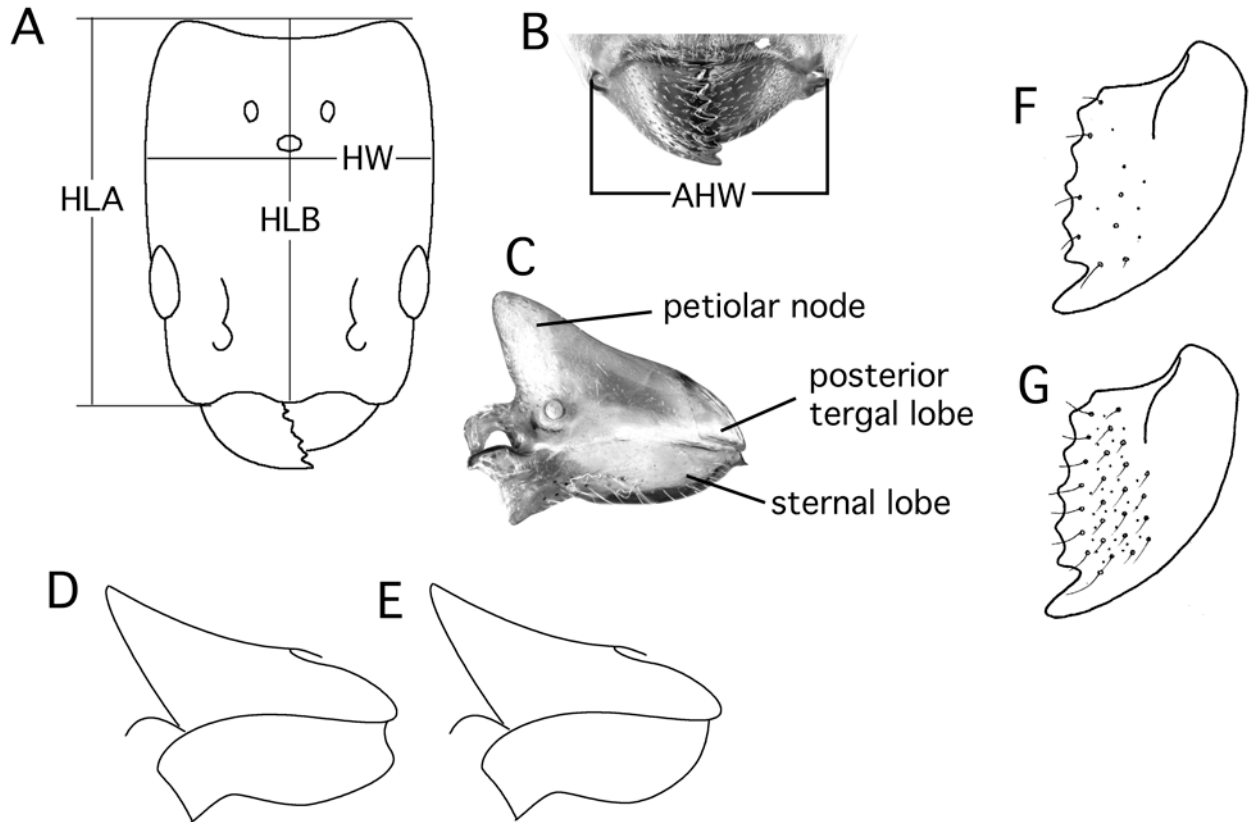 A
HLA
HW
HLB
B
AHW
C
petiolar node
posterior
tergal lobe
sternal lobe
D
E
F
G